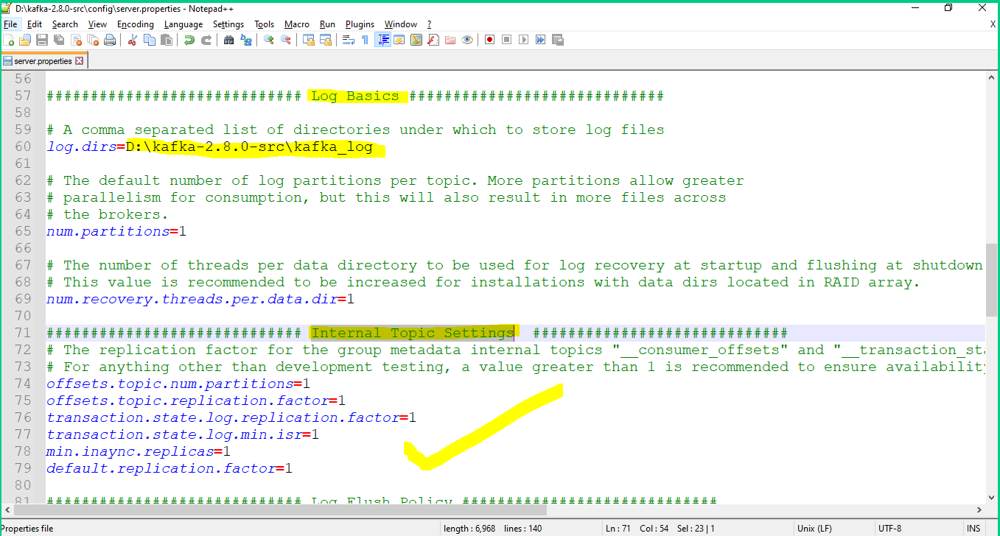 D:\kafka-2.8.0-src\config\server.properties - Notepad++
File Edit Search View Encoding Language Settings Tools Macro Run Plugins Window ? X
server.properties
56
57 ############################# Log Basics #############################
58
59 # A comma separated list of directories under which to store log files
60 log.dirs=D:\kafka-2.8.0-src\kafka_log
61
62 # The default number of log partitions per topic. More partitions allow greater
63 # parallelism for consumption, but this will also result in more files across
64 # the brokers.
65 num.partitions=1
66
67 # The number of threads per data directory to be used for log recovery at startup and flushing at shutdown
68 # This value is recommended to be increased for installations with data dirs located in RAID array.
69 num.recovery.threads.per.data.dir=1
70
71 ############################# Internal Topic Settings  #############################
72 # The replication factor for the group metadata internal topics "__consumer_offsets" and "__transaction_sta
73 # For anything other than development testing, a value greater than 1 is recommended to ensure availability
74 offsets.topic.num.partitions=1
75 offsets.topic.replication.factor=1
76 transaction.state.log.replication.factor=1
77 transaction.state.log.min.isr=1
78 min.inaync.replicas=1
79 default.replication.factor=1
80
81 ############################# Log Flush Policy #############################
Properties file length : 6,968 lines : 140 Ln : 71 Col : 54 Sel : 23 | 1 Unix (LF) UTF-8 INS